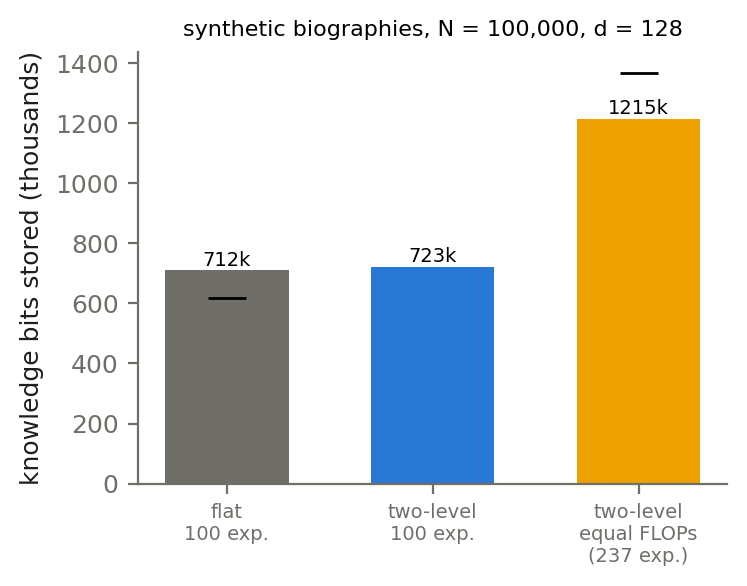 synthetic biographies, N = 100,000, d = 128
knowledge bits stored (thousands)
1400
1200
1000
800
600
400
200
0
712k
723k
1215k
flat
100 exp.
two-level
100 exp.
two-level
equal FLOPs
(237 exp.)